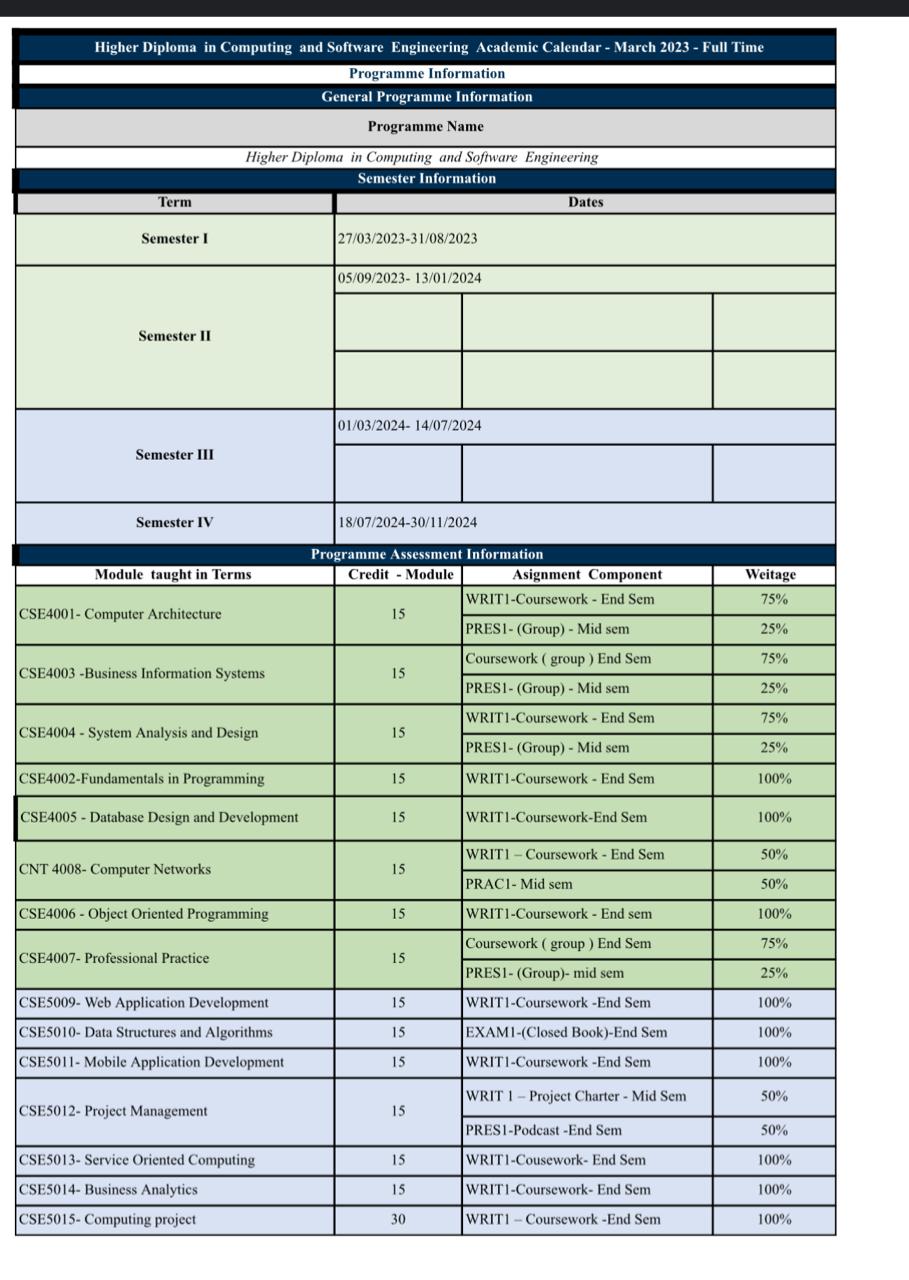 Higher Diploma in Computing and Software Engineering Academic Calendar - March 2023 - Full Time
Programme Information
General Programme Information
Programme Name
Higher Diploma in Computing and Software Engineering
Semester Information
Term Dates
Semester I 27/03/2023-31/08/2023
Semester II 05/09/2023- 13/01/2024
Semester III 01/03/2024- 14/07/2024
Semester IV 18/07/2024-30/11/2024
Programme Assessment Information
Module taught in Terms Credit - Module Asignment Component Weitage
CSE4001- Computer Architecture 15 WRIT1-Coursework - End Sem 75%
PRES1- (Group) - Mid sem 25%
CSE4003 -Business Information Systems 15 Coursework ( group ) End Sem 75%
PRES1- (Group) - Mid sem 25%
CSE4004 - System Analysis and Design 15 WRIT1-Coursework - End Sem 75%
PRES1- (Group) - Mid sem 25%
CSE4002-Fundamentals in Programming 15 WRIT1-Coursework - End Sem 100%
CSE4005 - Database Design and Development 15 WRIT1-Coursework-End Sem 100%
CNT 4008- Computer Networks 15 WRIT1 – Coursework - End Sem 50%
PRAC1- Mid sem 50%
CSE4006 - Object Oriented Programming 15 WRIT1-Coursework - End sem 100%
CSE4007- Professional Practice 15 Coursework ( group ) End Sem 75%
PRES1- (Group)- mid sem 25%
CSE5009- Web Application Development 15 WRIT1-Coursework -End Sem 100%
CSE5010- Data Structures and Algorithms 15 EXAM1-(Closed Book)-End Sem 100%
CSE5011- Mobile Application Development 15 WRIT1-Coursework -End Sem 100%
CSE5012- Project Management 15 WRIT 1 – Project Charter - Mid Sem 50%
PRES1-Podcast -End Sem 50%
CSE5013- Service Oriented Computing 15 WRIT1-Cousework- End Sem 100%
CSE5014- Business Analytics 15 WRIT1-Coursework- End Sem 100%
CSE5015- Computing project 30 WRIT1 – Coursework -End Sem 100%